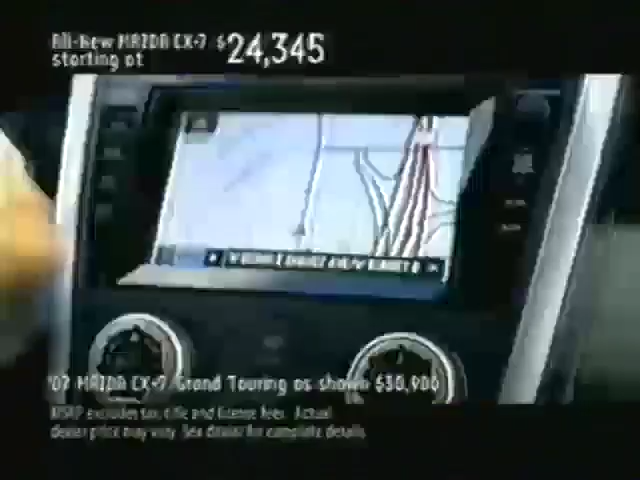 All-New MAZDA CX-7 $24,345
starting at
'07 MAZDA CX-7 Grand Touring as shown $30,900
MSRP excludes tax, title and license fees. Actual
dealer price may vary. See dealer for complete details.